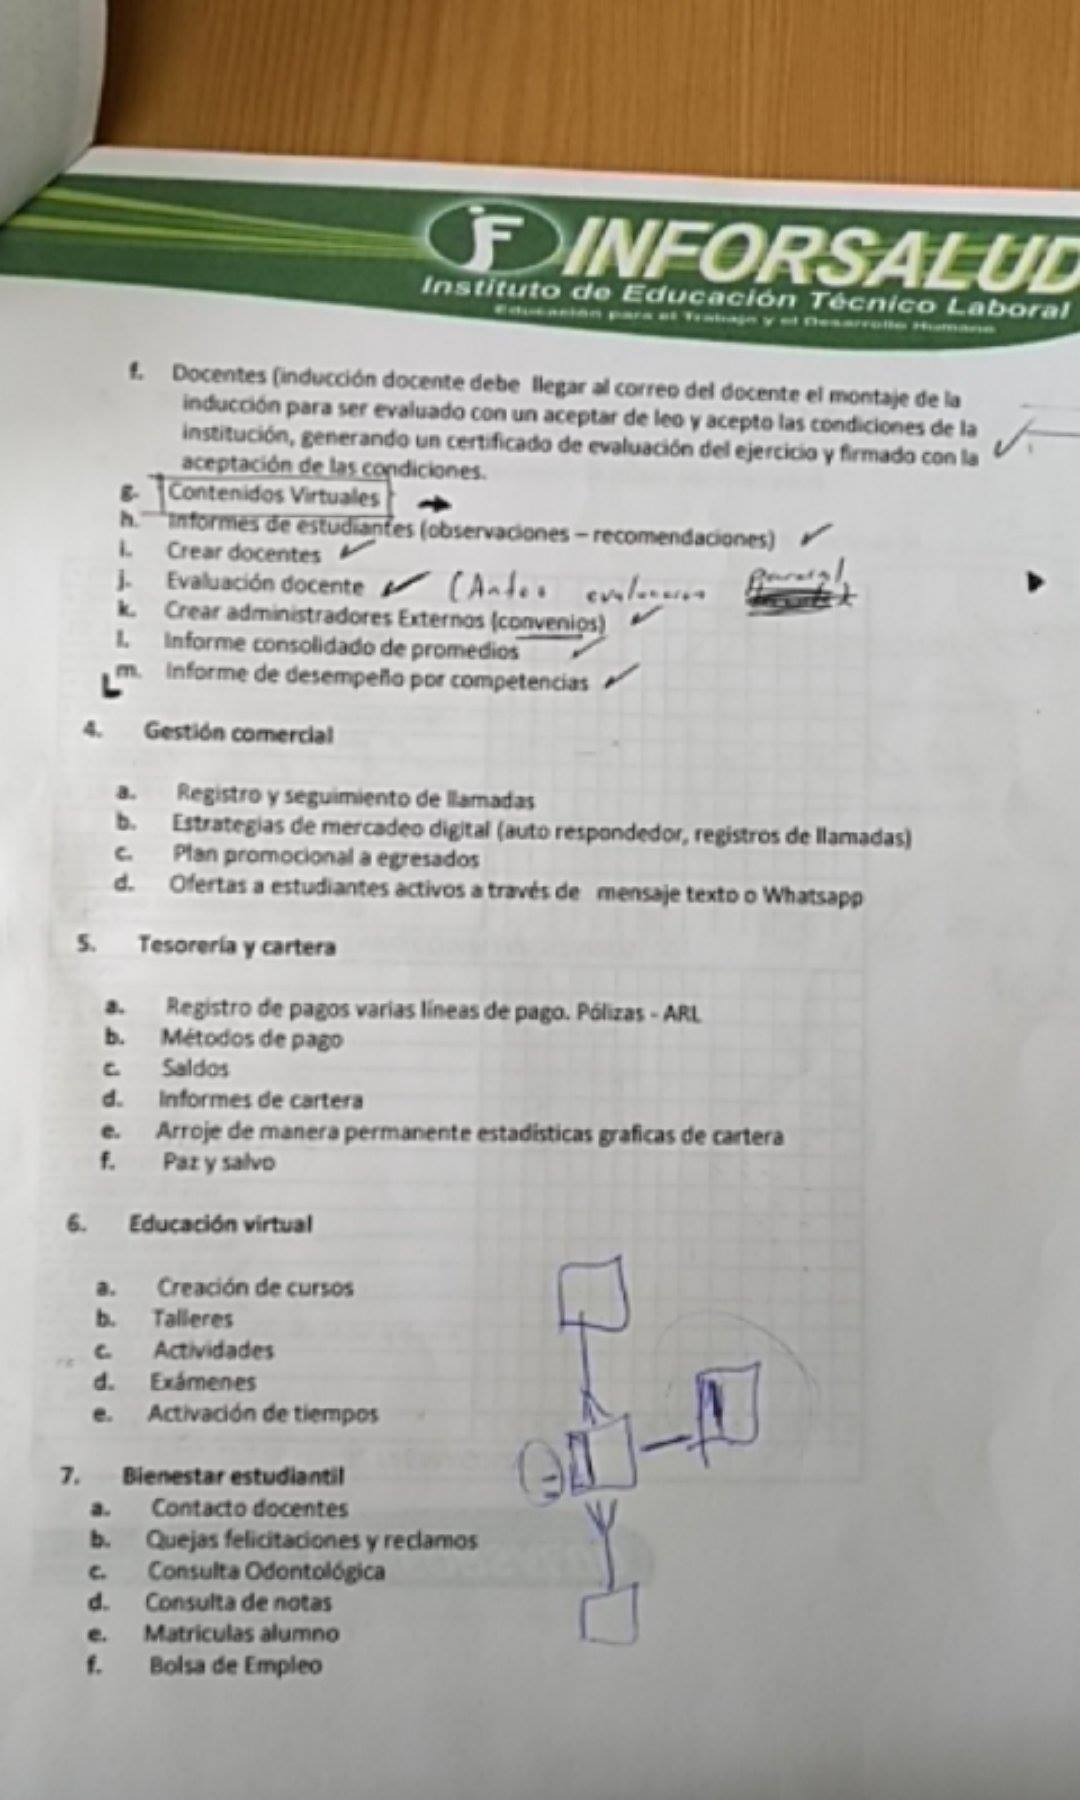 INFORSALUD
Instituto de Educación Técnico Laboral
Educación para el Trabajo y el Desarrollo Humano
f. Docentes (inducción docente debe llegar al correo del docente el montaje de la
inducción para ser evaluado con un aceptar de leo y acepto las condiciones de la
institución, generando un certificado de evaluación del ejercicio y firmado con la
aceptación de las condiciones.
g. Contenidos Virtuales
h. Informes de estudiantes (observaciones – recomendaciones)
i. Crear docentes
j. Evaluación docente (Antes evaluación parcial)
k. Crear administradores Externos (convenios)
l. Informe consolidado de promedios
m. Informe de desempeño por competencias
4. Gestión comercial
a. Registro y seguimiento de llamadas
b. Estrategias de mercadeo digital (auto respondedor, registros de llamadas)
c. Plan promocional a egresados
d. Ofertas a estudiantes activos a través de mensaje texto o Whatsapp
5. Tesorería y cartera
a. Registro de pagos varias líneas de pago. Pólizas - ARL
b. Métodos de pago
c. Saldos
d. Informes de cartera
e. Arroje de manera permanente estadísticas graficas de cartera
f. Paz y salvo
6. Educación virtual
a. Creación de cursos
b. Talleres
c. Actividades
d. Exámenes
e. Activación de tiempos
7. Bienestar estudiantil
a. Contacto docentes
b. Quejas felicitaciones y reclamos
c. Consulta Odontológica
d. Consulta de notas
e. Matriculas alumno
f. Bolsa de Empleo